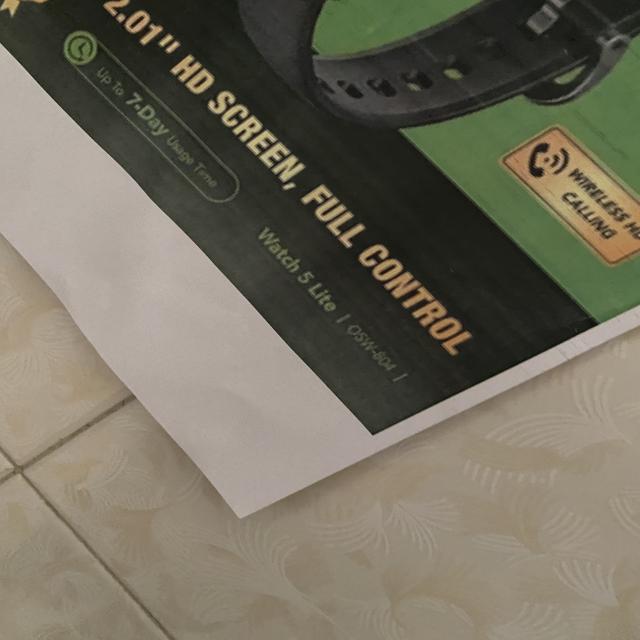 2.01" HD SCREEN, FULL CONTROL
Up To 7-Day Usage Time
Watch 5 Lite | OSW-804 |
WIRELESS
CALLING